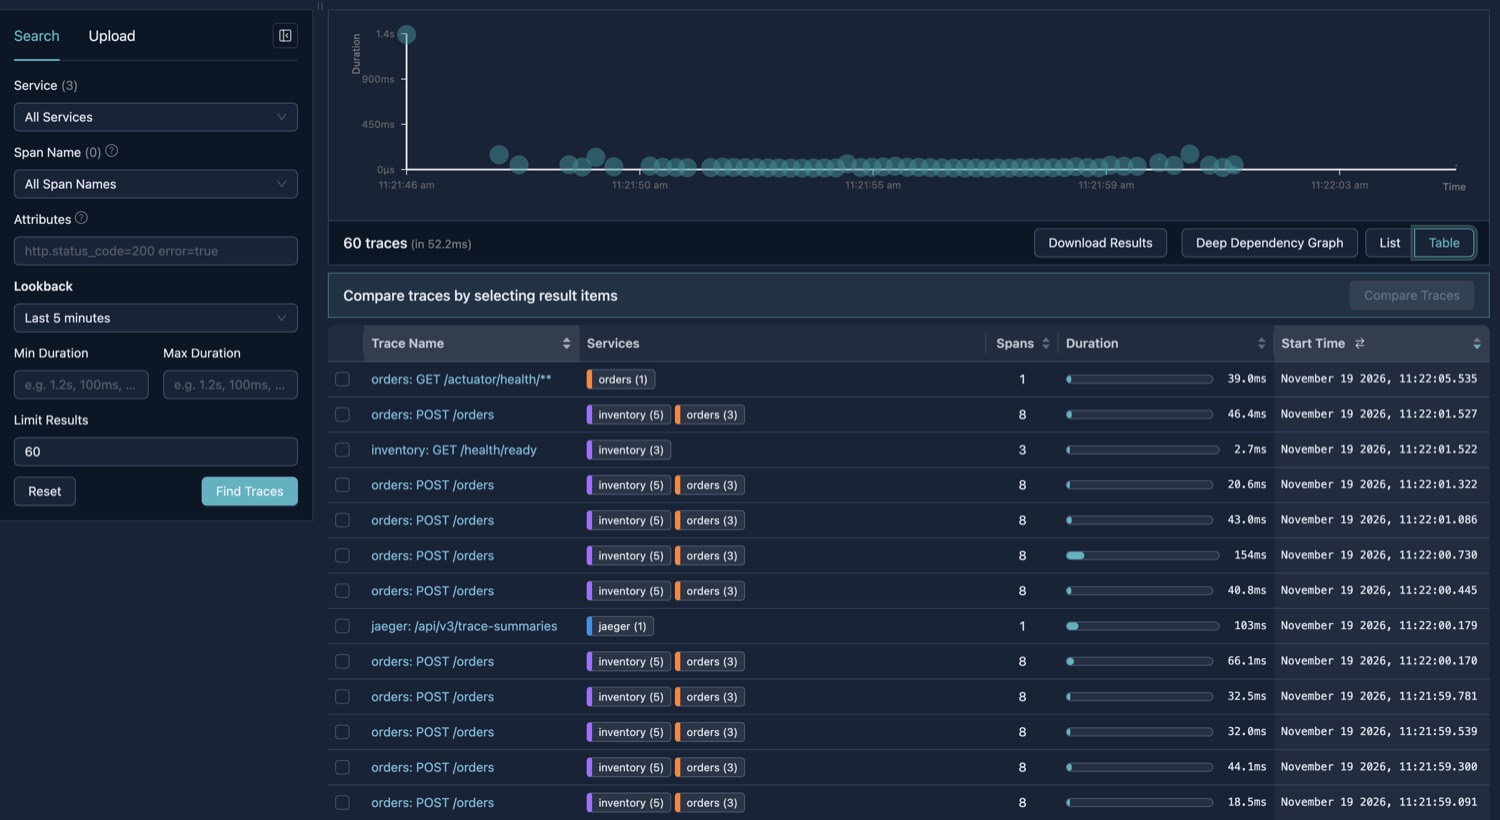 Search Upload
Service (3)
All Services
Span Name (0)
All Span Names
Attributes
http.status_code=200 error=true
Lookback
Last 5 minutes
Min Duration Max Duration
e.g. 1.2s, 100ms, ... e.g. 1.2s, 100ms, ...
Limit Results
60
Reset Find Traces
Duration
1.4s
900ms
450ms
0μs
11:21:46 am 11:21:50 am 11:21:55 am 11:21:59 am 11:22:03 am Time
60 traces (in 52.2ms) Download Results Deep Dependency Graph List Table
Compare traces by selecting result items Compare Traces
Trace Name Services Spans Duration Start Time
orders: GET /actuator/health/** orders (1) 1 39.0ms November 19 2026, 11:22:05.535
orders: POST /orders inventory (5) orders (3) 8 46.4ms November 19 2026, 11:22:01.527
inventory: GET /health/ready inventory (3) 3 2.7ms November 19 2026, 11:22:01.522
orders: POST /orders inventory (5) orders (3) 8 20.6ms November 19 2026, 11:22:01.322
orders: POST /orders inventory (5) orders (3) 8 43.0ms November 19 2026, 11:22:01.086
orders: POST /orders inventory (5) orders (3) 8 154ms November 19 2026, 11:22:00.730
orders: POST /orders inventory (5) orders (3) 8 40.8ms November 19 2026, 11:22:00.445
jaeger: /api/v3/trace-summaries jaeger (1) 1 103ms November 19 2026, 11:22:00.179
orders: POST /orders inventory (5) orders (3) 8 66.1ms November 19 2026, 11:22:00.170
orders: POST /orders inventory (5) orders (3) 8 32.5ms November 19 2026, 11:21:59.781
orders: POST /orders inventory (5) orders (3) 8 32.0ms November 19 2026, 11:21:59.539
orders: POST /orders inventory (5) orders (3) 8 44.1ms November 19 2026, 11:21:59.300
orders: POST /orders inventory (5) orders (3) 8 18.5ms November 19 2026, 11:21:59.091